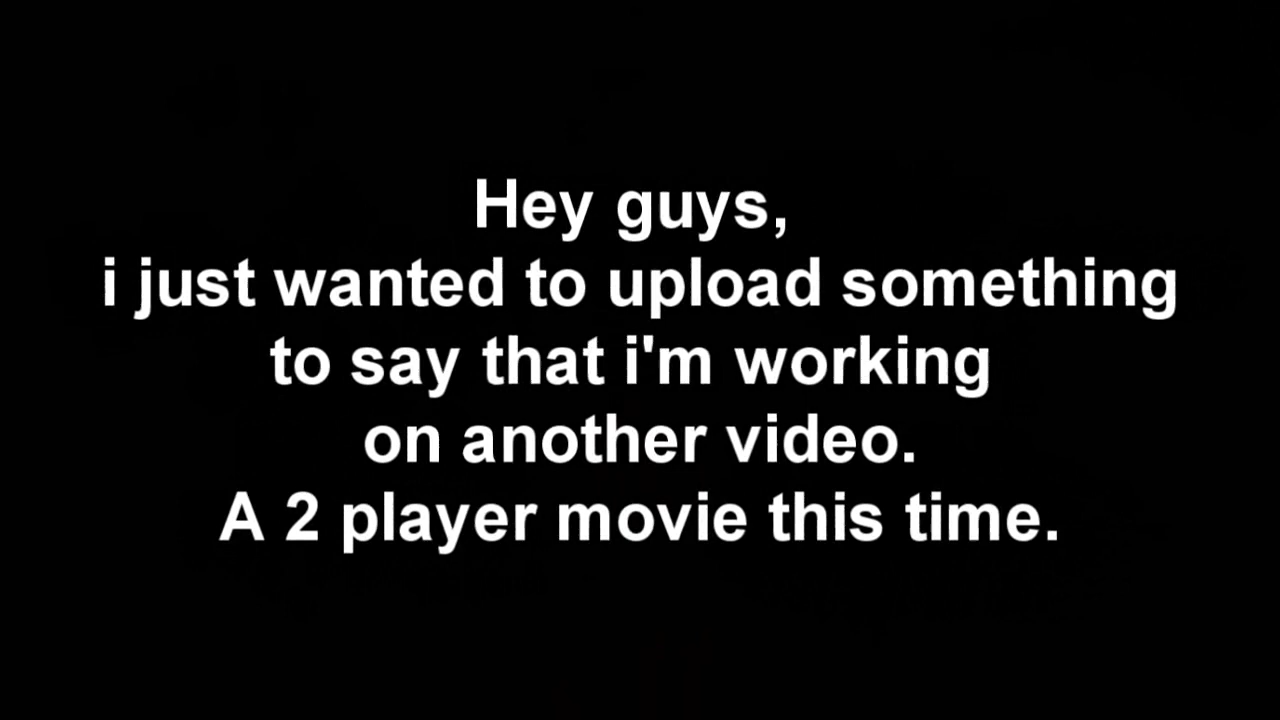 Hey guys,
i just wanted to upload something
to say that i'm working
on another video.
A 2 player movie this time.